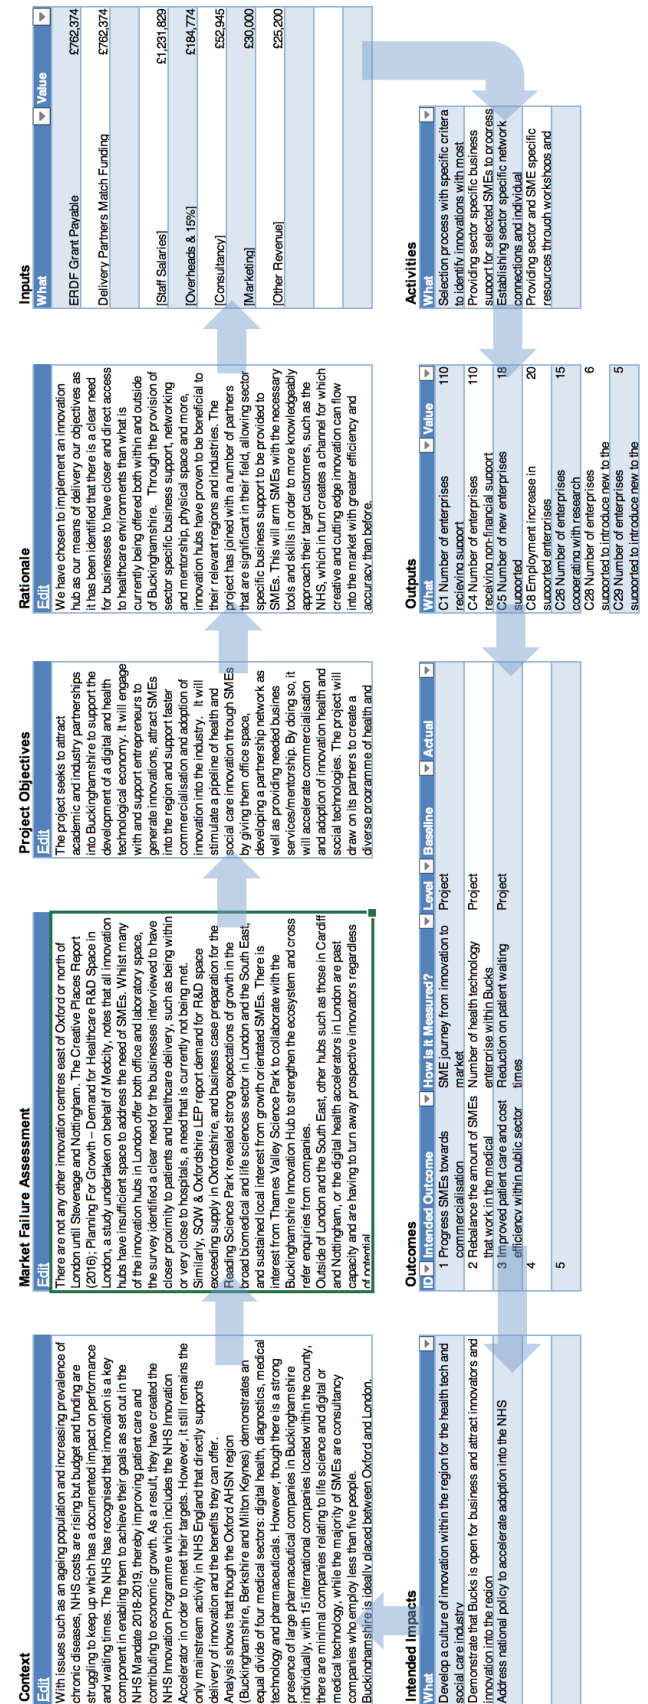 Context
Edit
With issues such as an ageing population and increasing prevalence of
chronic diseases, NHS costs are rising but budget and funding are
struggling to keep up which has a documented impact on performance
and waiting times. The NHS has recognised that innovation is a key
component in enabling them to achieve their goals as set out in the
NHS Mandate 2018-2019, thereby improving patient care and
contributing to economic growth. As a result, they have created the
NHS Innovation Programme which includes the NHS Innovation
Accelerator in order to meet their targets. However, it still remains the
only mainstream activity in NHS England that directly supports
delivery of innovation and the benefits they can offer.
Analysis shows that though the Oxford AHSN region
(Buckinghamshire, Berkshire and Milton Keynes) demonstrates an
equal divide of four medical sectors: digital health, diagnostics, medical
technology and pharmaceuticals. However, though there is a strong
presence of large pharmaceutical companies in Buckinghamshire
individually, with 15 international companies located within the county,
there are minimal companies relating to life science and digital or
medical technology, while the majority of SMEs are consultancy
companies who employ less than five people.
Buckinghamshire is ideally placed between Oxford and London.
Market Failure Assessment
Edit
There are not any other innovation centres east of Oxford or north of
London until Stevenage and Nottingham. The Creative Places Report
(2016); Planning For Growth – Demand for Healthcare R&D Space in
London, a study undertaken on behalf of Medcity, notes that all innovation
hubs have insufficient space to address the need of SMEs. Whilst many
of the innovation hubs in London offer both office and laboratory space,
the survey identified a clear need for the businesses interviewed to have
closer proximity to patients and healthcare delivery, such as being within
or very close to hospitals, a need that is currently not being met.
Similarly, SQW & Oxfordshire LEP report demand for R&D space
exceeding supply in Oxfordshire, and business case preparation for the
Reading Science Park revealed strong expectations of growth in the
broad biomedical and life sciences sector in London and the South East,
and sustained local interest from growth orientated SMEs. There is
interest from Thames Valley Science Park to collaborate with the
Buckinghamshire Innovation Hub to strengthen the ecosystem and cross
refer enquiries from companies.
Outside of London and the South East, other hubs such as those in Cardiff
and Nottingham, or the digital health accelerators in London are past
capacity and are having to turn away prospective innovators regardless
of potential
Project Objectives
Edit
The project seeks to attract
academic and industry partnerships
into Buckinghamshire to support the
development of a digital and health
technological economy. It will engage
with and support entrepreneurs to
generate innovations, attract SMEs
into the region and support faster
commercialisation and adoption of
innovation into the industry. It will
stimulate a pipeline of health and
social care innovation through SMEs
by giving them office space,
developing a partnership network as
well as providing needed busines
services/mentorship. By doing so, it
will accelerate commercialisation
and adoption of innovation health and
social technologies. The project will
draw on its partners to create a
diverse programme of health and
Rationale
Edit
We have chosen to implement an innovation
hub as our means of delivery our objectives as
it has been identified that there is a clear need
for businesses to have closer and direct access
to healthcare environments than what is
currently being offered both within and outside
of Buckinghamshire. Through the provision of
sector specific business support, networking
and mentorship, physical space and more,
innovation hubs have proven to be beneficial to
their relevant regions and industries. The
project has joined with a number of partners
that are significant in their field, allowing sector
specific business support to be provided to
SMEs. This will arm SMEs with the necessary
tools and skills in order to more knowledgeably
approach their target customers, such as the
NHS, which in turn creates a channel for which
creative and cutting edge innovation can flow
into the market with greater efficiency and
accuracy than before.
Inputs
What Value
ERDF Grant Payable £762,374
Delivery Partners Match Funding £762,374
[Staff Salaries] £1,231,829
[Overheads & 15%] £184,774
[Consultancy] £52,945
[Marketing] £30,000
[Other Revenue] £25,200
Intended Impacts
What
Develop a culture of innovation within the region for the health tech and
social care industry
Demonstrate that Bucks is open for business and attract innovators and
innovation into the region
Address national policy to accelerate adoption into the NHS
Outcomes
ID Intended Outcome How is it Measured? Level Baseline Actual
1 Progress SMEs towards SME journey from innovation to Project
commercialisation market
2 Rebalance the amount of SMEs Number of health technology Project
that work in the medical enterprise within Bucks
3 Improved patient care and cost Reduction on patient waiting Project
efficiency within public sector times
4
5
Outputs
What Value
C1 Number of enterprises 110
recieving support
C4 Number of enterprises 110
receiving non-financial support
C5 Number of new enterprises 18
supported
C8 Employment increase in 20
supported enterprises
C26 Number of enterprises 15
cooperating with research
C28 Number of enterprises 6
supported to introduce new to the
C29 Number of enterprises 5
supported to introduce new to the
Activities
What
Selection process with specific critera
to identify innovations with most
Providing sector specific business
support for selected SMEs to progress
Establishing sector specific network
connections and individual
Providing sector and SME specific
resources through workshops and